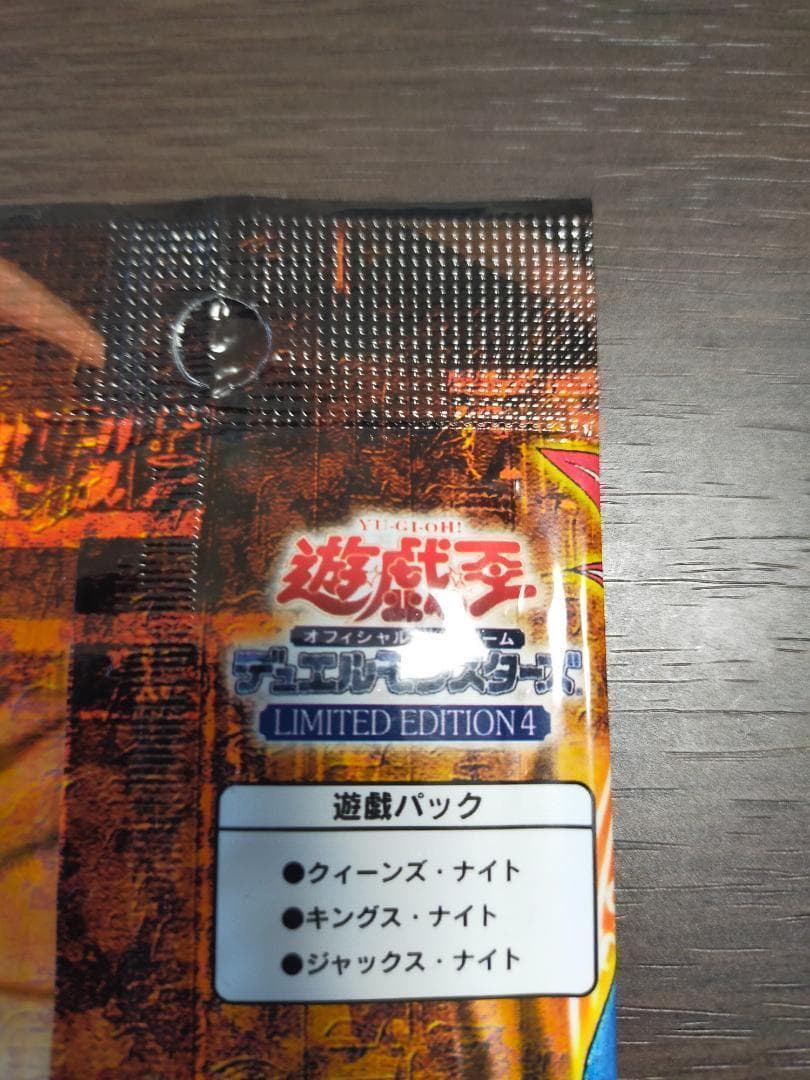 YU-GI-OH!
遊戯王
オフィシャル ーム
デュエルモンスターズ
LIMITED EDITION 4
遊戯パック
●クィーンズ・ナイト
●キングス・ナイト
●ジャックス・ナイト